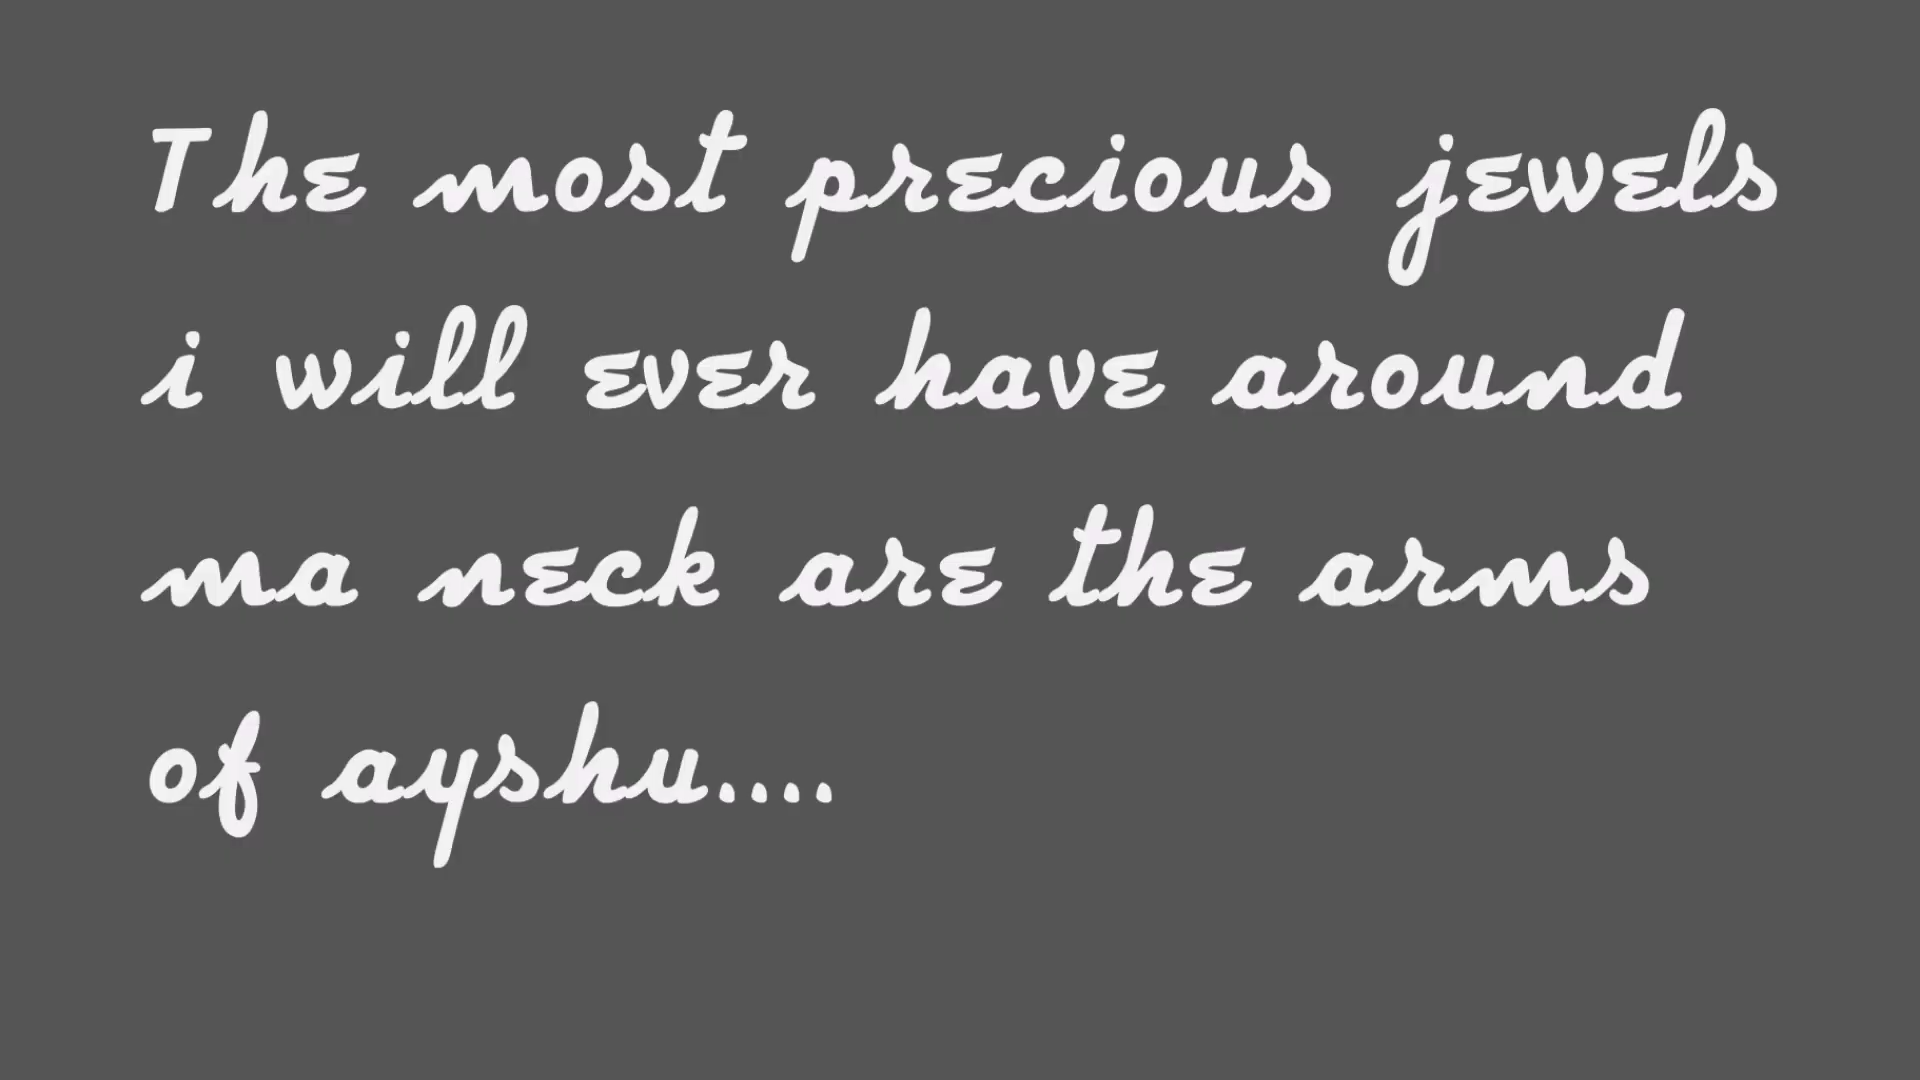 The most precious jewels
i will ever have around
ma neck are the arms
of ayshu....